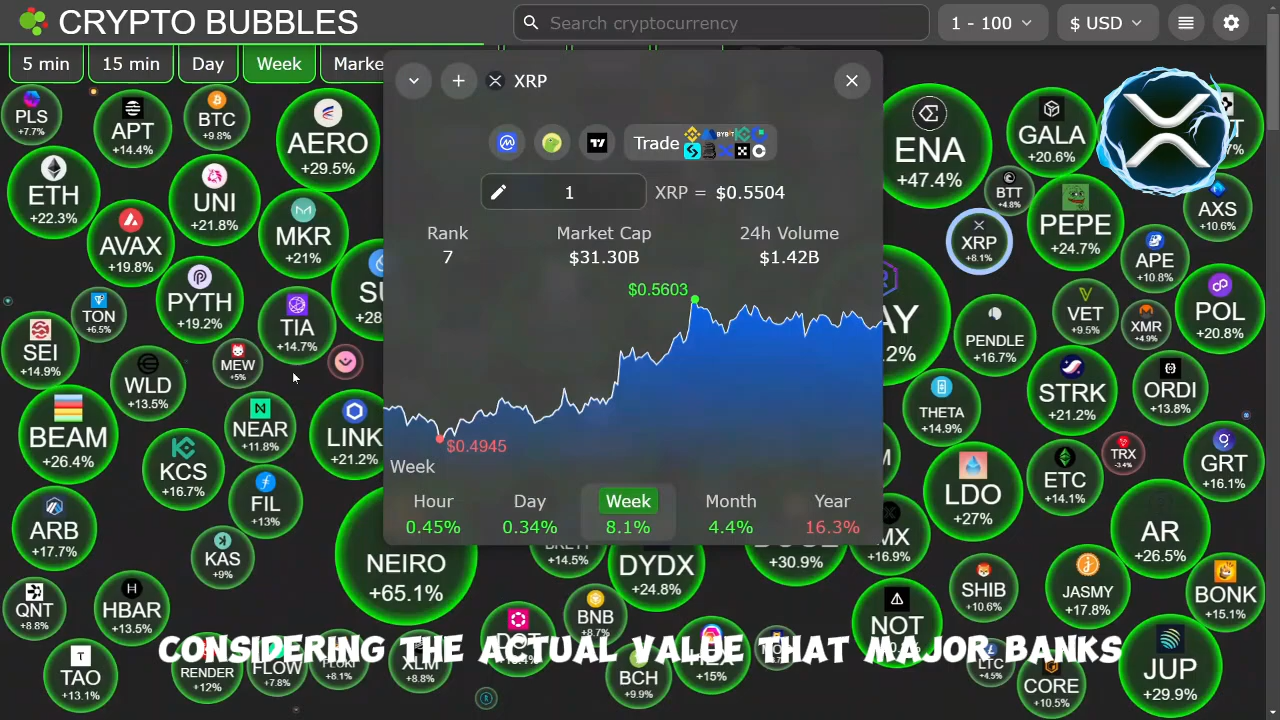 CRYPTO BUBBLES
Search cryptocurrency
1 - 100
$ USD
5 min
15 min
Day
Week
Marke
XRP
Trade
BYBIT
1
XRP = $0.5504
Rank
Market Cap
24h Volume
7
$31.30B
$1.42B
$0.5603
$0.4945
Week
Hour
Day
Week
Month
Year
0.45%
0.34%
8.1%
4.4%
16.3%
PLS
+7.7%
APT
+14.4%
BTC
+9.8%
AERO
+29.5%
ETH
+22.3%
UNI
+21.8%
AVAX
+19.8%
MKR
+21%
PYTH
+19.2%
TON
+6.5%
TIA
+14.7%
SEI
+14.9%
MEW
+5%
WLD
+13.5%
BEAM
+26.4%
NEAR
+11.8%
LINK
+21.2%
KCS
+16.7%
FIL
+13%
ARB
+17.7%
KAS
+9%
NEIRO
+65.1%
QNT
+8.8%
HBAR
+13.5%
TAO
+13.1%
RENDER
+12%
FLOW
+7.8%
+8.1%
XLM
+8.8%
+14.5%
DYDX
+24.8%
BNB
+8.7%
BCH
+9.9%
+15%
+30.9%
ENA
+47.4%
GALA
+20.6%
BTT
+4.8%
XRP
+8.1%
PEPE
+24.7%
AXS
+10.6%
APE
+10.8%
VET
+9.5%
XMR
+4.9%
POL
+20.8%
PENDLE
+16.7%
STRK
+21.2%
ORDI
+13.8%
THETA
+14.9%
TRX
-3.4%
GRT
+16.1%
LDO
+27%
ETC
+14.1%
AR
+26.5%
+16.9%
SHIB
+10.6%
JASMY
+17.8%
BONK
+15.1%
NOT
LTC
+4.5%
CORE
+10.5%
JUP
+29.9%
CONSIDERING THE ACTUAL VALUE THAT MAJOR BANKS